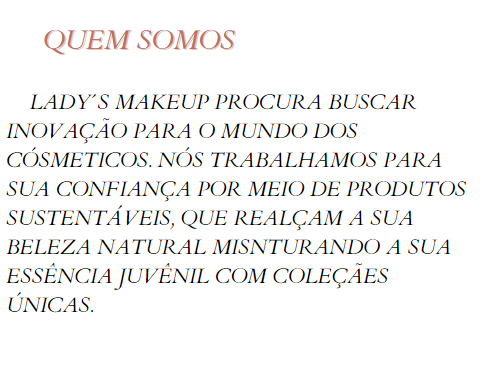 QUEM SOMOS
LADY´S MAKEUP PROCURA BUSCAR
INOVAÇÃO PARA O MUNDO DOS
CÓSMETICOS. NÓS TRABALHAMOS PARA
SUA CONFIANÇA POR MEIO DE PRODUTOS
SUSTENTÁVEIS, QUE REALÇAM A SUA
BELEZA NATURAL MISNTURANDO A SUA
ESSÊNCIA JUVÊNIL COM COLEÇÃES
ÚNICAS.